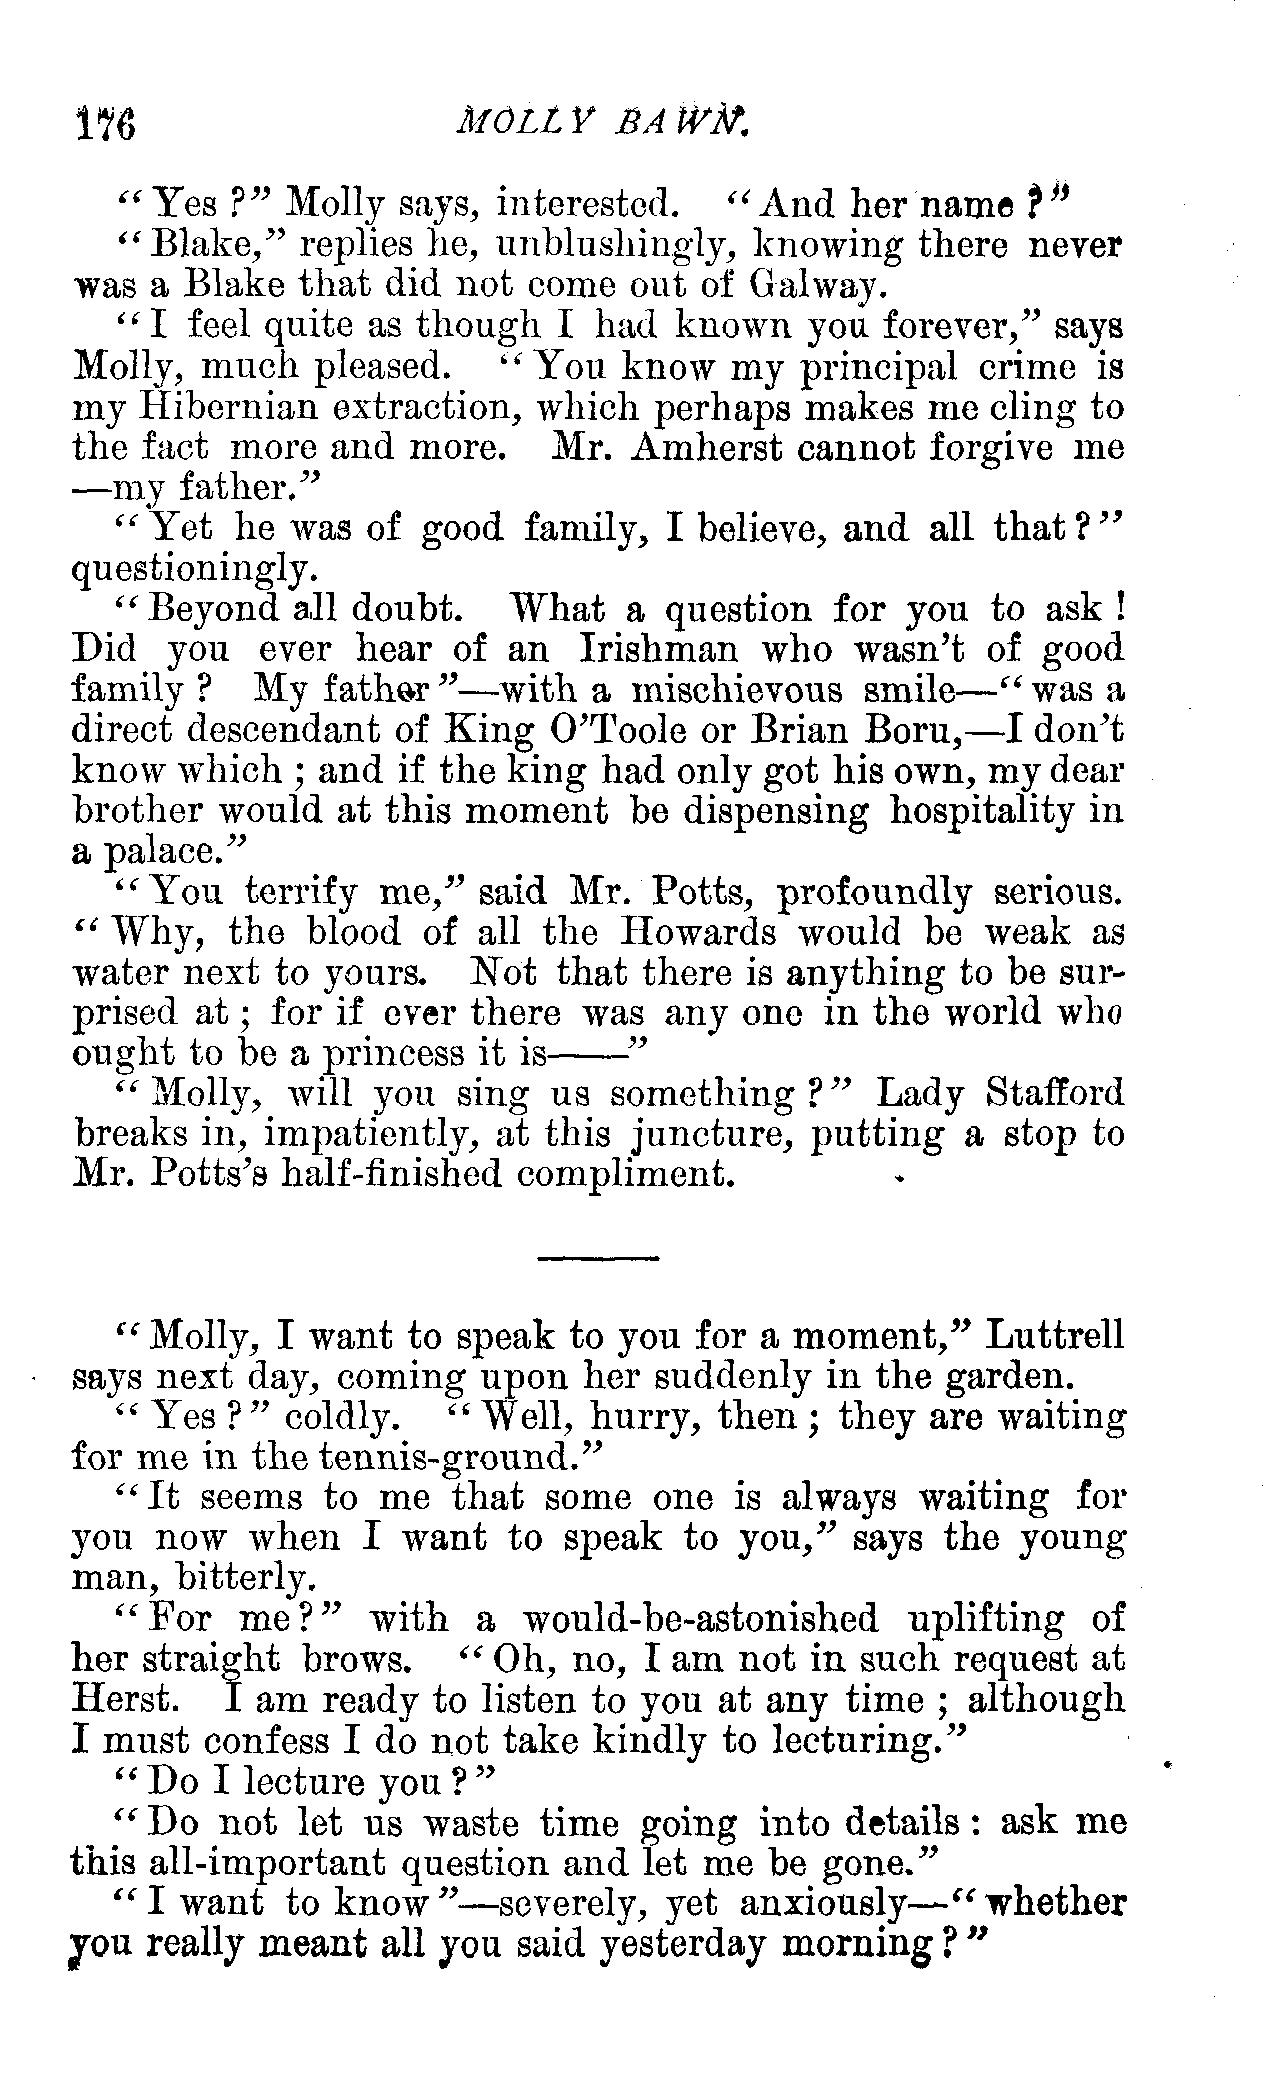 176 MOLLY BAWN.
"Yes?" Molly says, interested. "And her name?"
"Blake," replies he, unblushingly, knowing there never
was a Blake that did not come out of Galway.
"I feel quite as though I had known you forever," says
Molly, much pleased. "You know my principal crime is
my Hibernian extraction, which perhaps makes me cling to
the fact more and more. Mr. Amherst cannot forgive me
—my father."
"Yet he was of good family, I believe, and all that?"
questioningly.
"Beyond all doubt. What a question for you to ask!
Did you ever hear of an Irishman who wasn't of good
family? My father"—with a mischievous smile—"was a
direct descendant of King O'Toole or Brian Boru,—I don't
know which; and if the king had only got his own, my dear
brother would at this moment be dispensing hospitality in
a palace."
"You terrify me," said Mr. Potts, profoundly serious.
"Why, the blood of all the Howards would be weak as
water next to yours. Not that there is anything to be sur-
prised at; for if ever there was any one in the world who
ought to be a princess it is——"
"Molly, will you sing us something?" Lady Stafford
breaks in, impatiently, at this juncture, putting a stop to
Mr. Potts's half-finished compliment.
"Molly, I want to speak to you for a moment," Luttrell
says next day, coming upon her suddenly in the garden.
"Yes?" coldly. "Well, hurry, then; they are waiting
for me in the tennis-ground."
"It seems to me that some one is always waiting for
you now when I want to speak to you," says the young
man, bitterly.
"For me?" with a would-be-astonished uplifting of
her straight brows. "Oh, no, I am not in such request at
Herst. I am ready to listen to you at any time; although
I must confess I do not take kindly to lecturing."
"Do I lecture you?"
"Do not let us waste time going into details: ask me
this all-important question and let me be gone."
"I want to know"—severely, yet anxiously—"whether
you really meant all you said yesterday morning?"